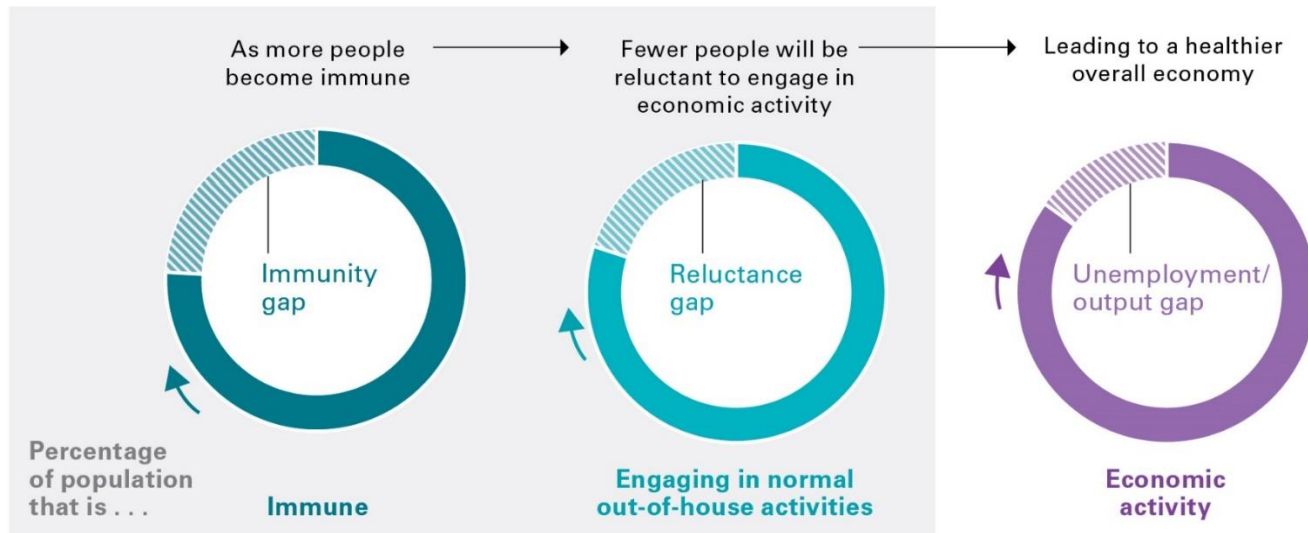 As more people
become immune
Fewer people will be
reluctant to engage in
economic activity
Leading to a healthier
overall economy
Immunity
gap
Reluctance
gap
Unemployment/
output gap
Percentage
of population
that is . . .
Immune
Engaging in normal
out-of-house activities
Economic
activity